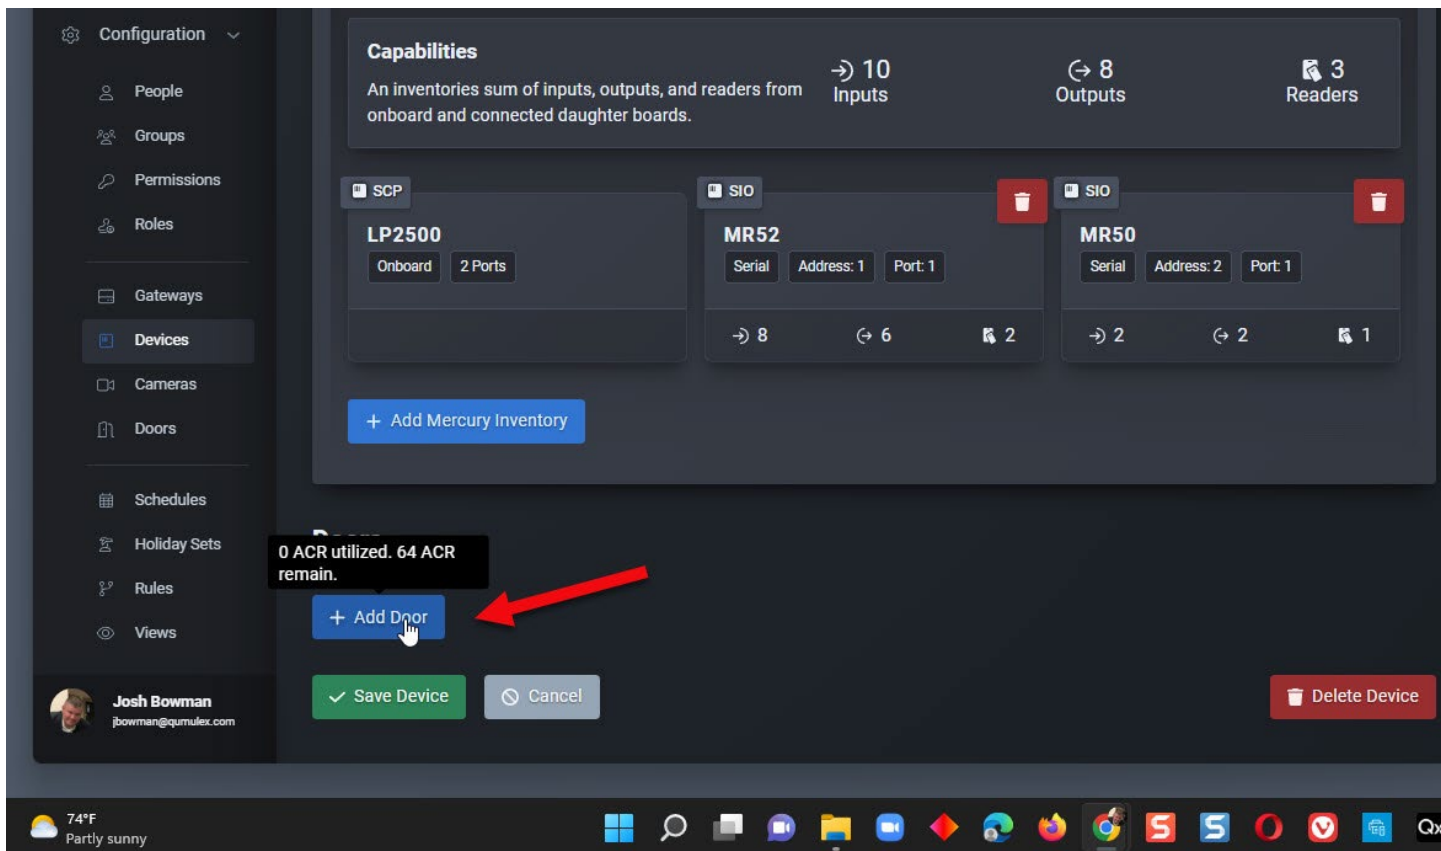 Configuration
People
Groups
Permissions
Roles
Gateways
Devices
Cameras
Doors
Schedules
Holiday Sets
Rules
Views
Josh Bowman
jbowman@qumulex.com
Capabilities
An inventories sum of inputs, outputs, and readers from
onboard and connected daughter boards.
10
Inputs
8
Outputs
3
Readers
SCP
LP2500
Onboard
2 Ports
SIO
MR52
Serial
Address: 1
Port: 1
8
6
2
SIO
MR50
Serial
Address: 2
Port: 1
2
2
1
+ Add Mercury Inventory
0 ACR utilized. 64 ACR
remain.
+ Add Door
Save Device
Cancel
Delete Device
74°F
Partly sunny